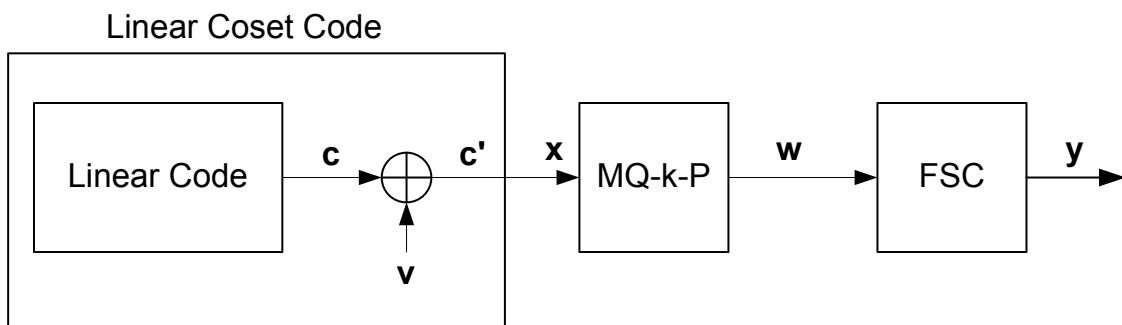 Linear Coset Code
Linear Code
c
c'
x
MQ-k-P
w
FSC
y
v